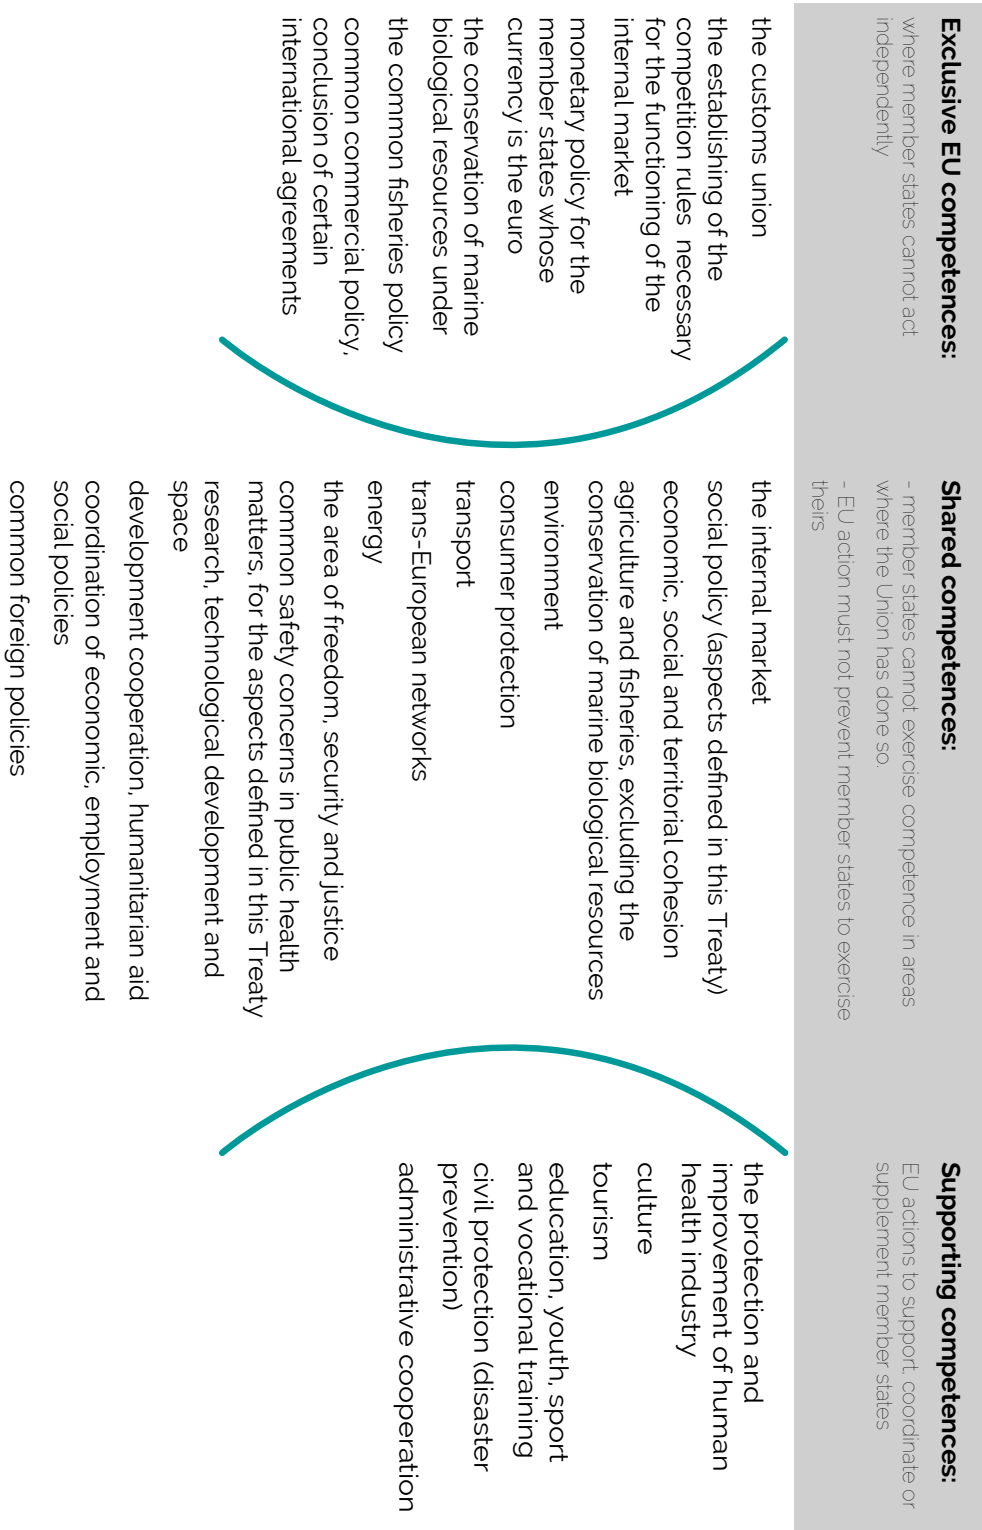 Exclusive EU competences:
where member states cannot act
independently
the customs union
the establishing of the
competition rules necessary
for the functioning of the
internal market
monetary policy for the
member states whose
currency is the euro
the conservation of marine
biological resources under
the common fisheries policy
common commercial policy,
conclusion of certain
international agreements
Shared competences:
- member states cannot exercise competence in areas
where the Union has done so.
- EU action must not prevent member states to exercise
theirs
the internal market
social policy (aspects defined in this Treaty)
economic, social and territorial cohesion
agriculture and fisheries, excluding the
conservation of marine biological resources
environment
consumer protection
transport
trans-European networks
energy
the area of freedom, security and justice
common safety concerns in public health
matters, for the aspects defined in this Treaty
research, technological development and
space
development cooperation, humanitarian aid
coordination of economic, employment and
social policies
common foreign policies
Supporting competences:
EU actions to support, coordinate or
supplement member states
the protection and
improvement of human
health industry
culture
tourism
education, youth, sport
and vocational training
civil protection (disaster
prevention)
administrative cooperation